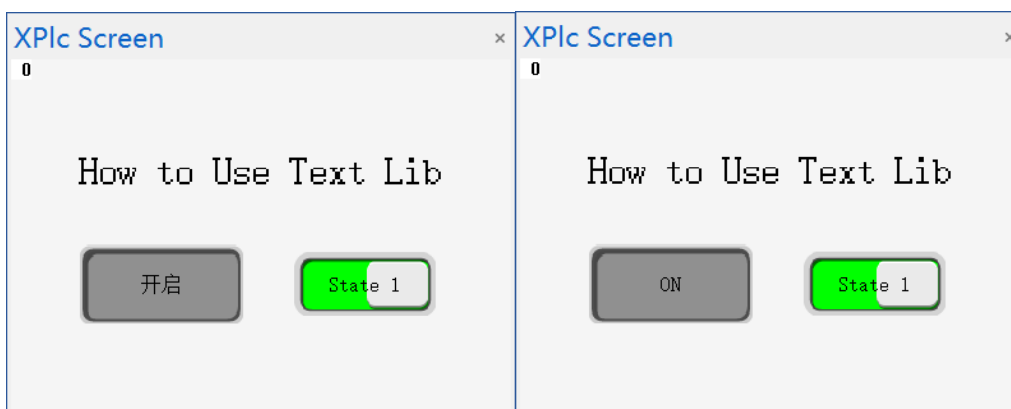 XPlc Screen ×
0
How to Use Text Lib
开启
State 1
XPlc Screen ×
0
How to Use Text Lib
ON
State 1